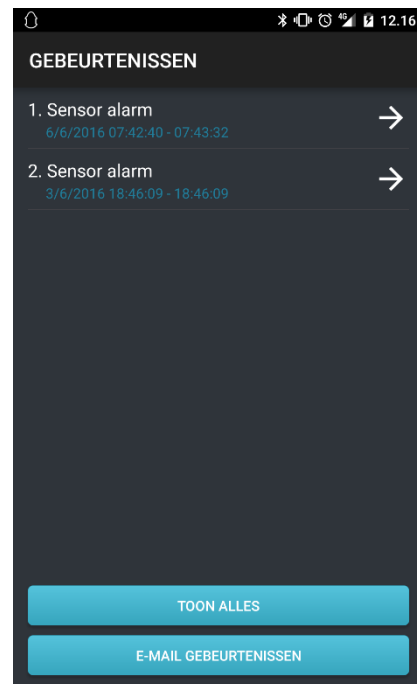 4G 12.16
GEBEURTENISSEN
1. Sensor alarm
6/6/2016 07:42:40 - 07:43:32
2. Sensor alarm
3/6/2016 18:46:09 - 18:46:09
TOON ALLES
E-MAIL GEBEURTENISSEN